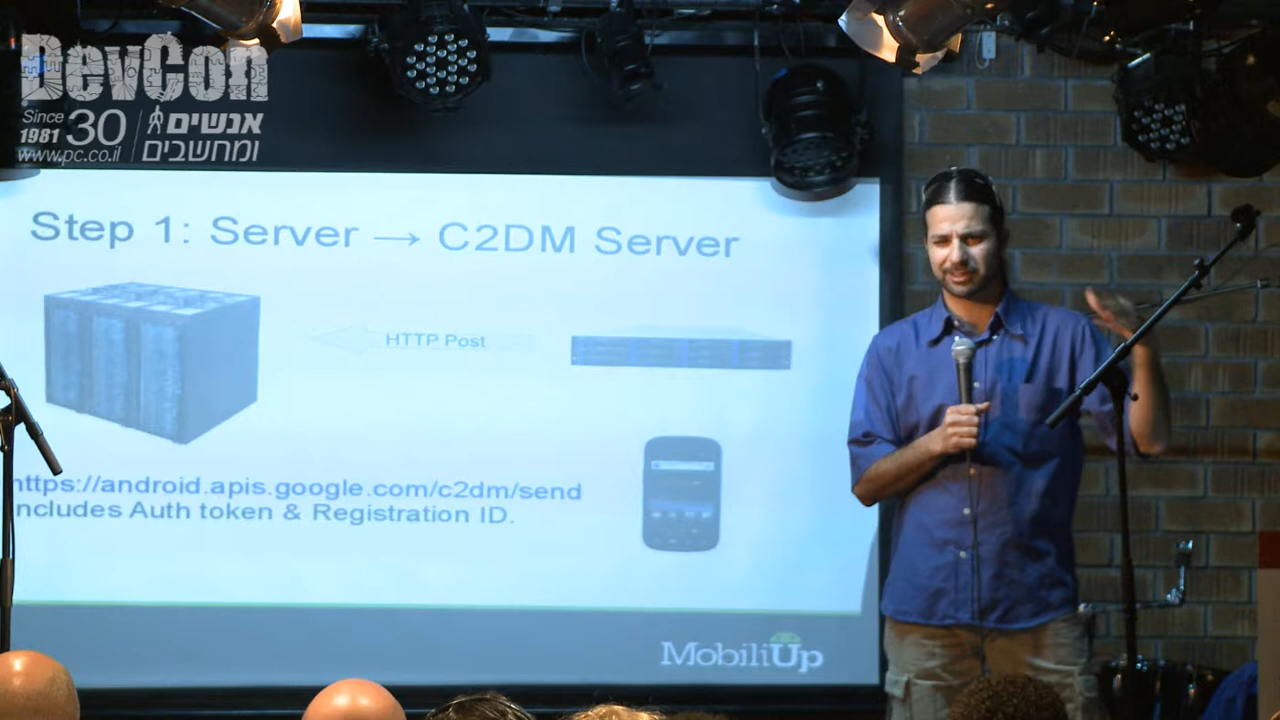 DevCon
Since
1981
30
www.pc.co.il
אנשים
ומחשבים
Step 1: Server → C2DM Server
HTTP Post
https://android.apis.google.com/c2dm/send
includes Auth token & Registration ID.
MobiliUp